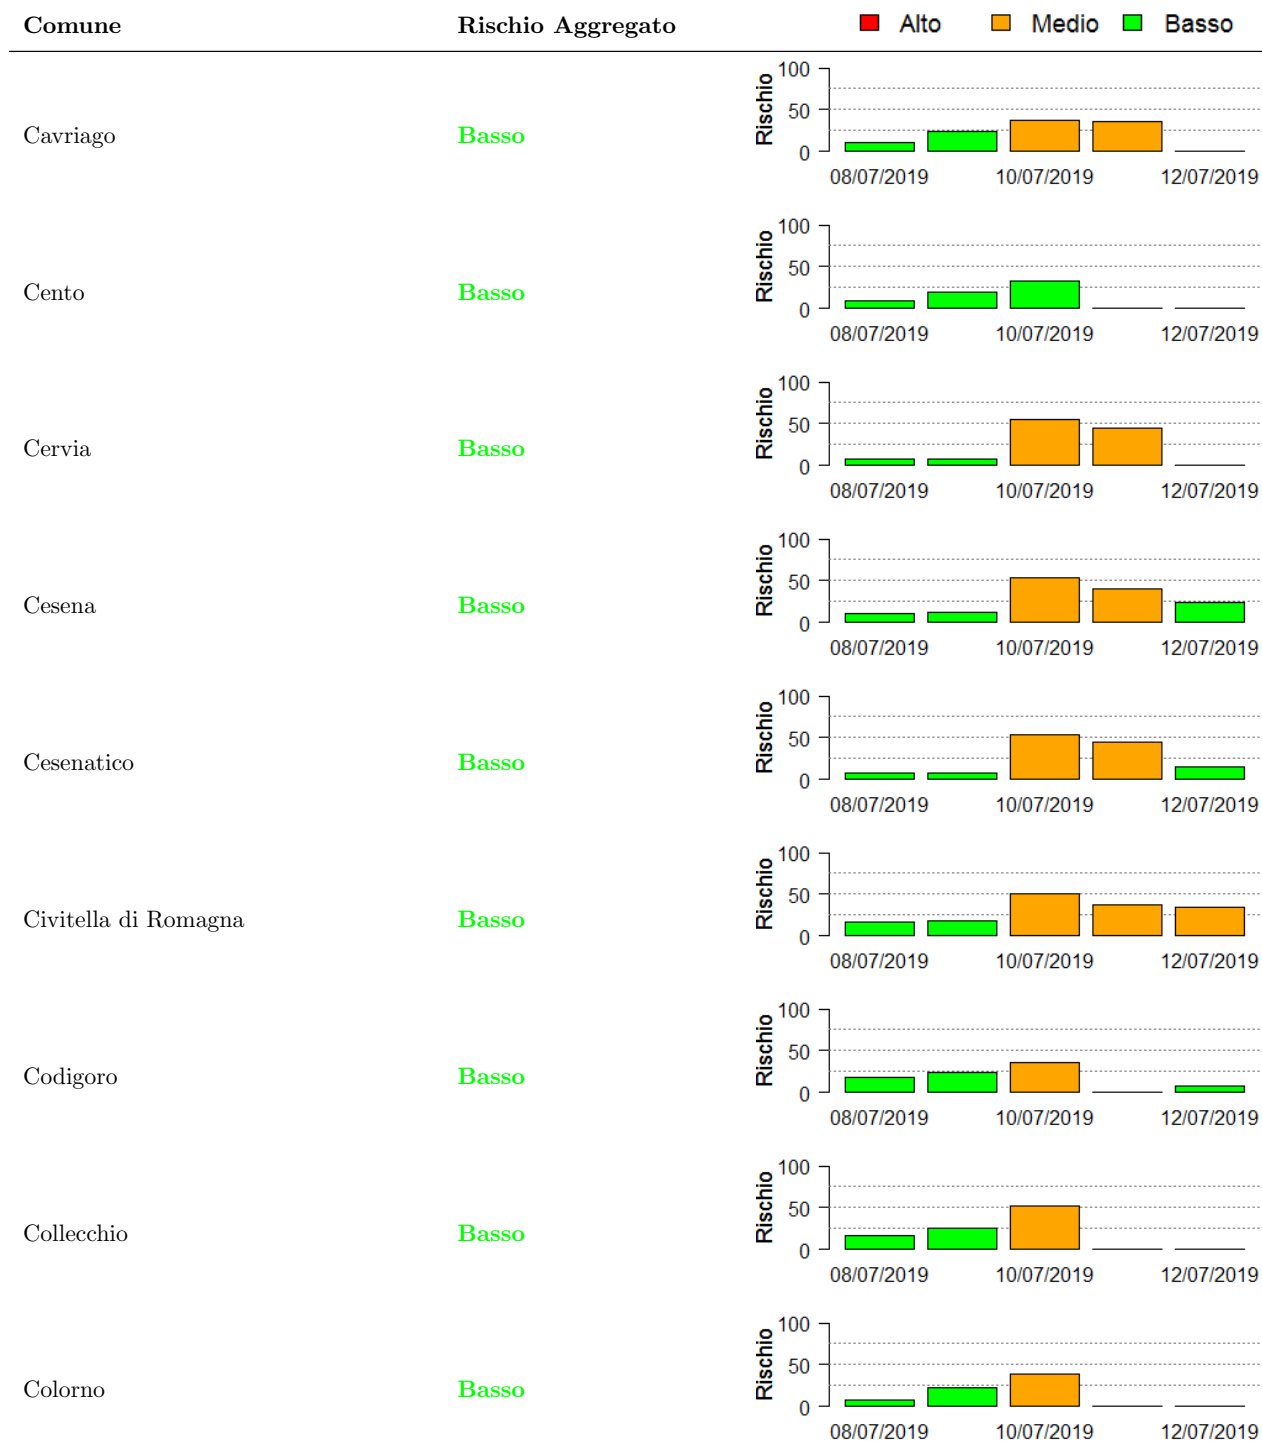 Comune Rischio Aggregato Alto Medio Basso
Cavriago Basso Rischio 100 50 0
08/07/2019 10/07/2019 12/07/2019
Cento Basso Rischio 100 50 0
08/07/2019 10/07/2019 12/07/2019
Cervia Basso Rischio 100 50 0
08/07/2019 10/07/2019 12/07/2019
Cesena Basso Rischio 100 50 0
08/07/2019 10/07/2019 12/07/2019
Cesenatico Basso Rischio 100 50 0
08/07/2019 10/07/2019 12/07/2019
Civitella di Romagna Basso Rischio 100 50 0
08/07/2019 10/07/2019 12/07/2019
Codigoro Basso Rischio 100 50 0
08/07/2019 10/07/2019 12/07/2019
Collecchio Basso Rischio 100 50 0
08/07/2019 10/07/2019 12/07/2019
Colorno Basso Rischio 100 50 0
08/07/2019 10/07/2019 12/07/2019